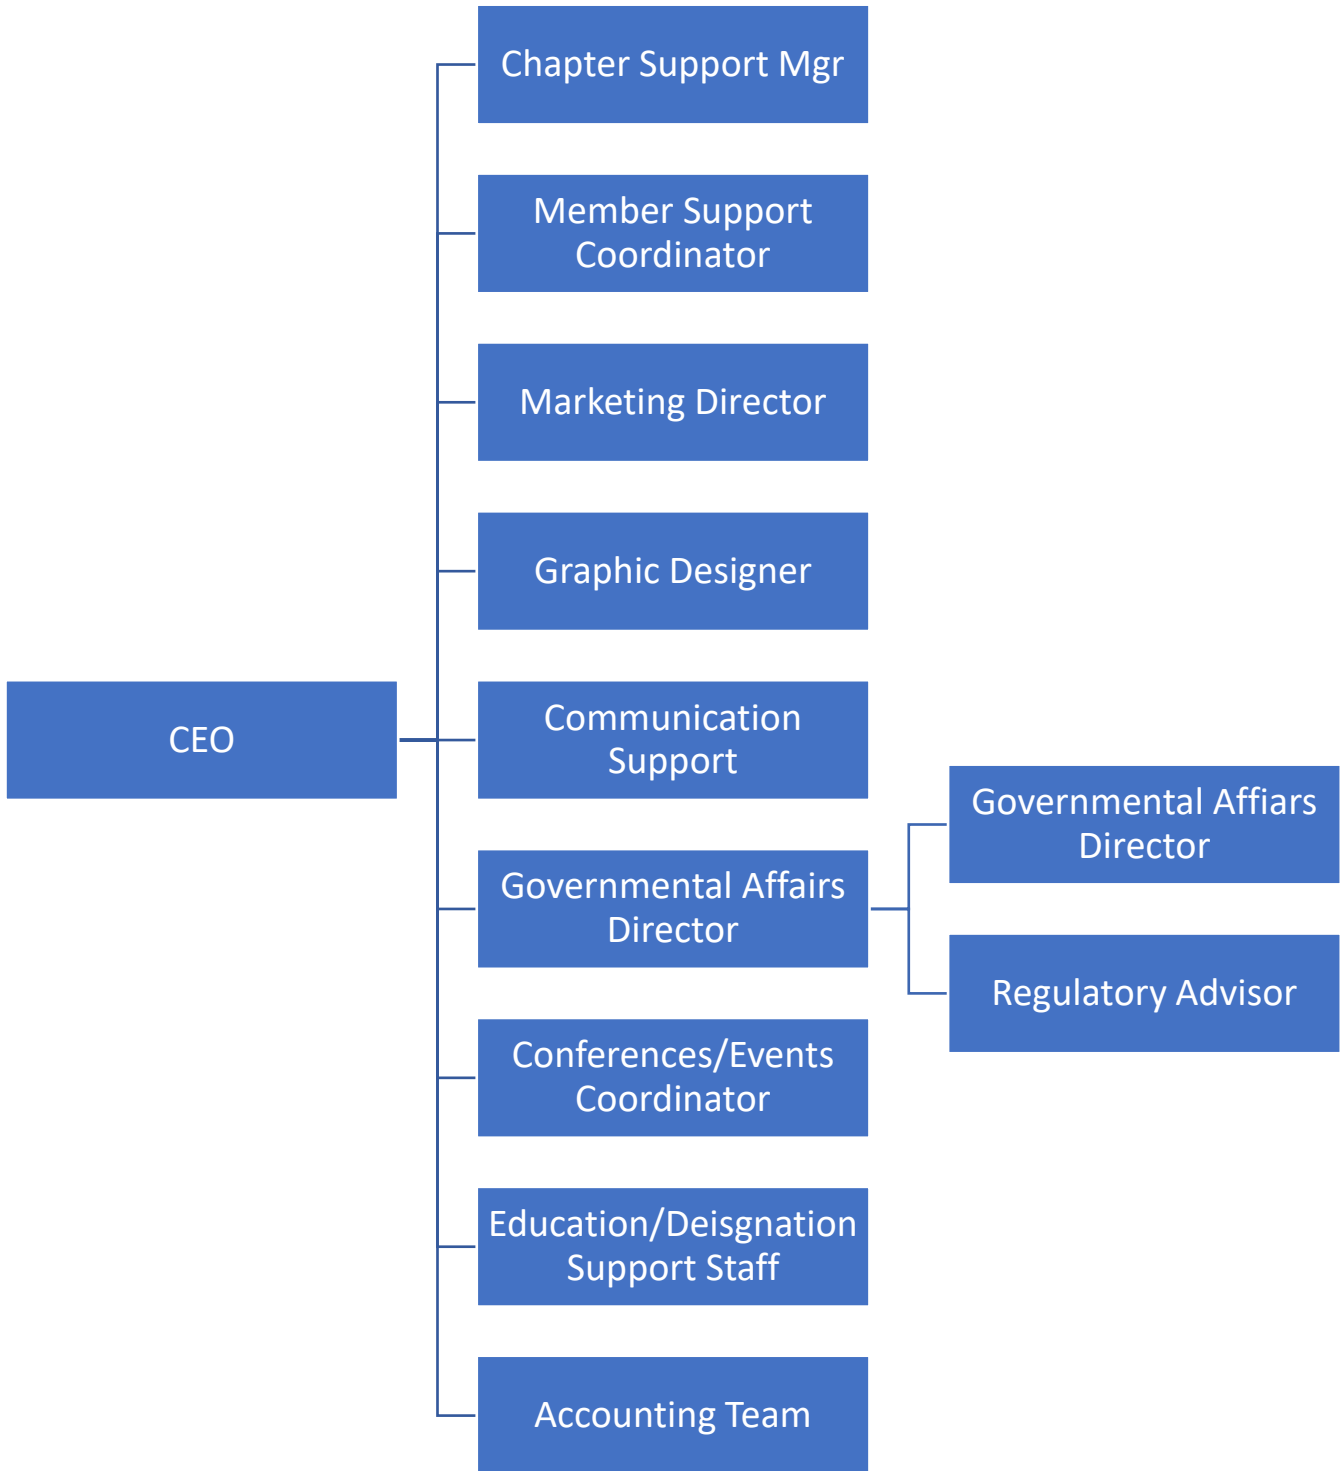 Chapter Support Mgr
Member Support
Coordinator
Marketing Director
Graphic Designer
CEO
Communication
Support
Governmental Affairs
Director
Governmental Affiars
Director
Regulatory Advisor
Conferences/Events
Coordinator
Education/Deisgnation
Support Staff
Accounting Team